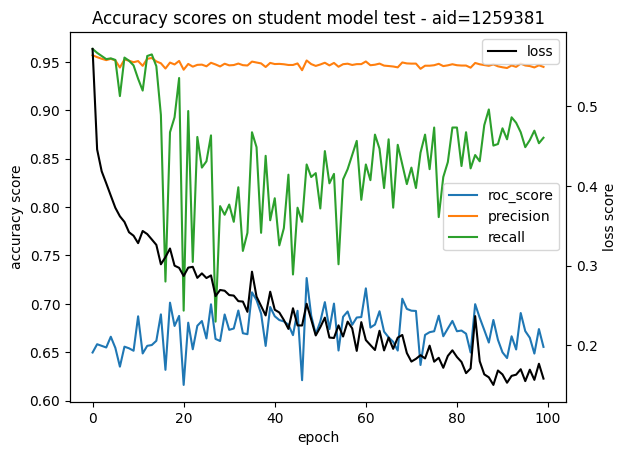 Accuracy scores on student model test - aid=1259381
loss
roc_score
precision
recall
accuracy score
0.95
0.90
0.85
0.80
0.75
0.70
0.65
0.60
0.5
0.4
0.3
0.2
loss score
0 20 40 60 80 100
epoch